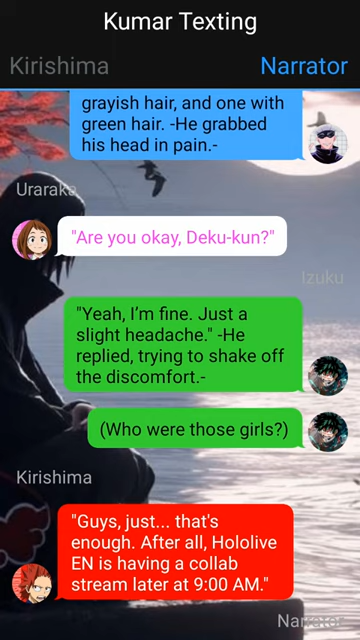 Kumar Texting
Kirishima
Narrator
grayish hair, and one with
green hair. -He grabbed
his head in pain.-
Uraraka
"Are you okay, Deku-kun?"
Izuku
"Yeah, I'm fine. Just a
slight headache." -He
replied, trying to shake off
the discomfort.-
(Who were those girls?)
Kirishima
"Guys, just... that's
enough. After all, Hololive
EN is having a collab
stream later at 9:00 AM."
Narrator